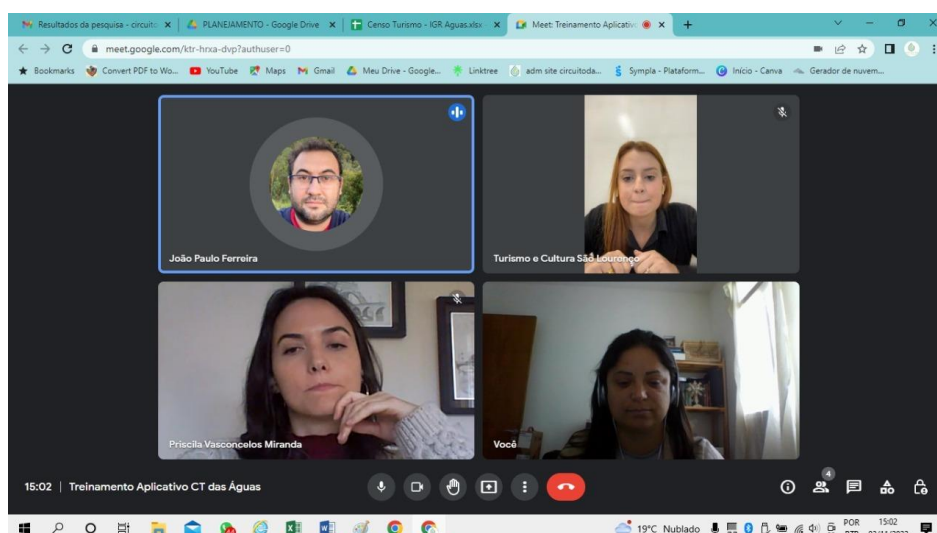 Resultados da pesquisa - circuito
PLANEJAMENTO - Google Drive
Censo Turismo - IGR Aguas.xlsx
Meet: Treinamento Aplicativo
meet.google.com/ktr-hrxa-dvp?authuser=0
Bookmarks
Convert PDF to Wo...
YouTube
Maps
Gmail
Meu Drive - Google...
Linktree
adm site circuitoda...
Sympla - Plataform...
Início - Canva
Gerador de nuvem...
João Paulo Ferreira
Turismo e Cultura São Lourenço
Priscila Vasconcelos Miranda
Você
15:02 | Treinamento Aplicativo CT das Águas
4
19°C Nublado
POR
15:02